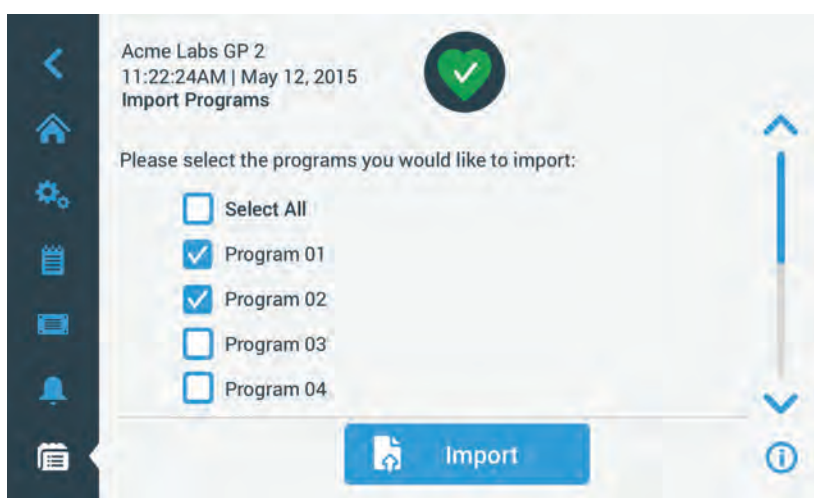 Acme Labs GP 2
11:22:24AM | May 12, 2015
Import Programs
Please select the programs you would like to import:
Select All
Program 01
Program 02
Program 03
Program 04
Import